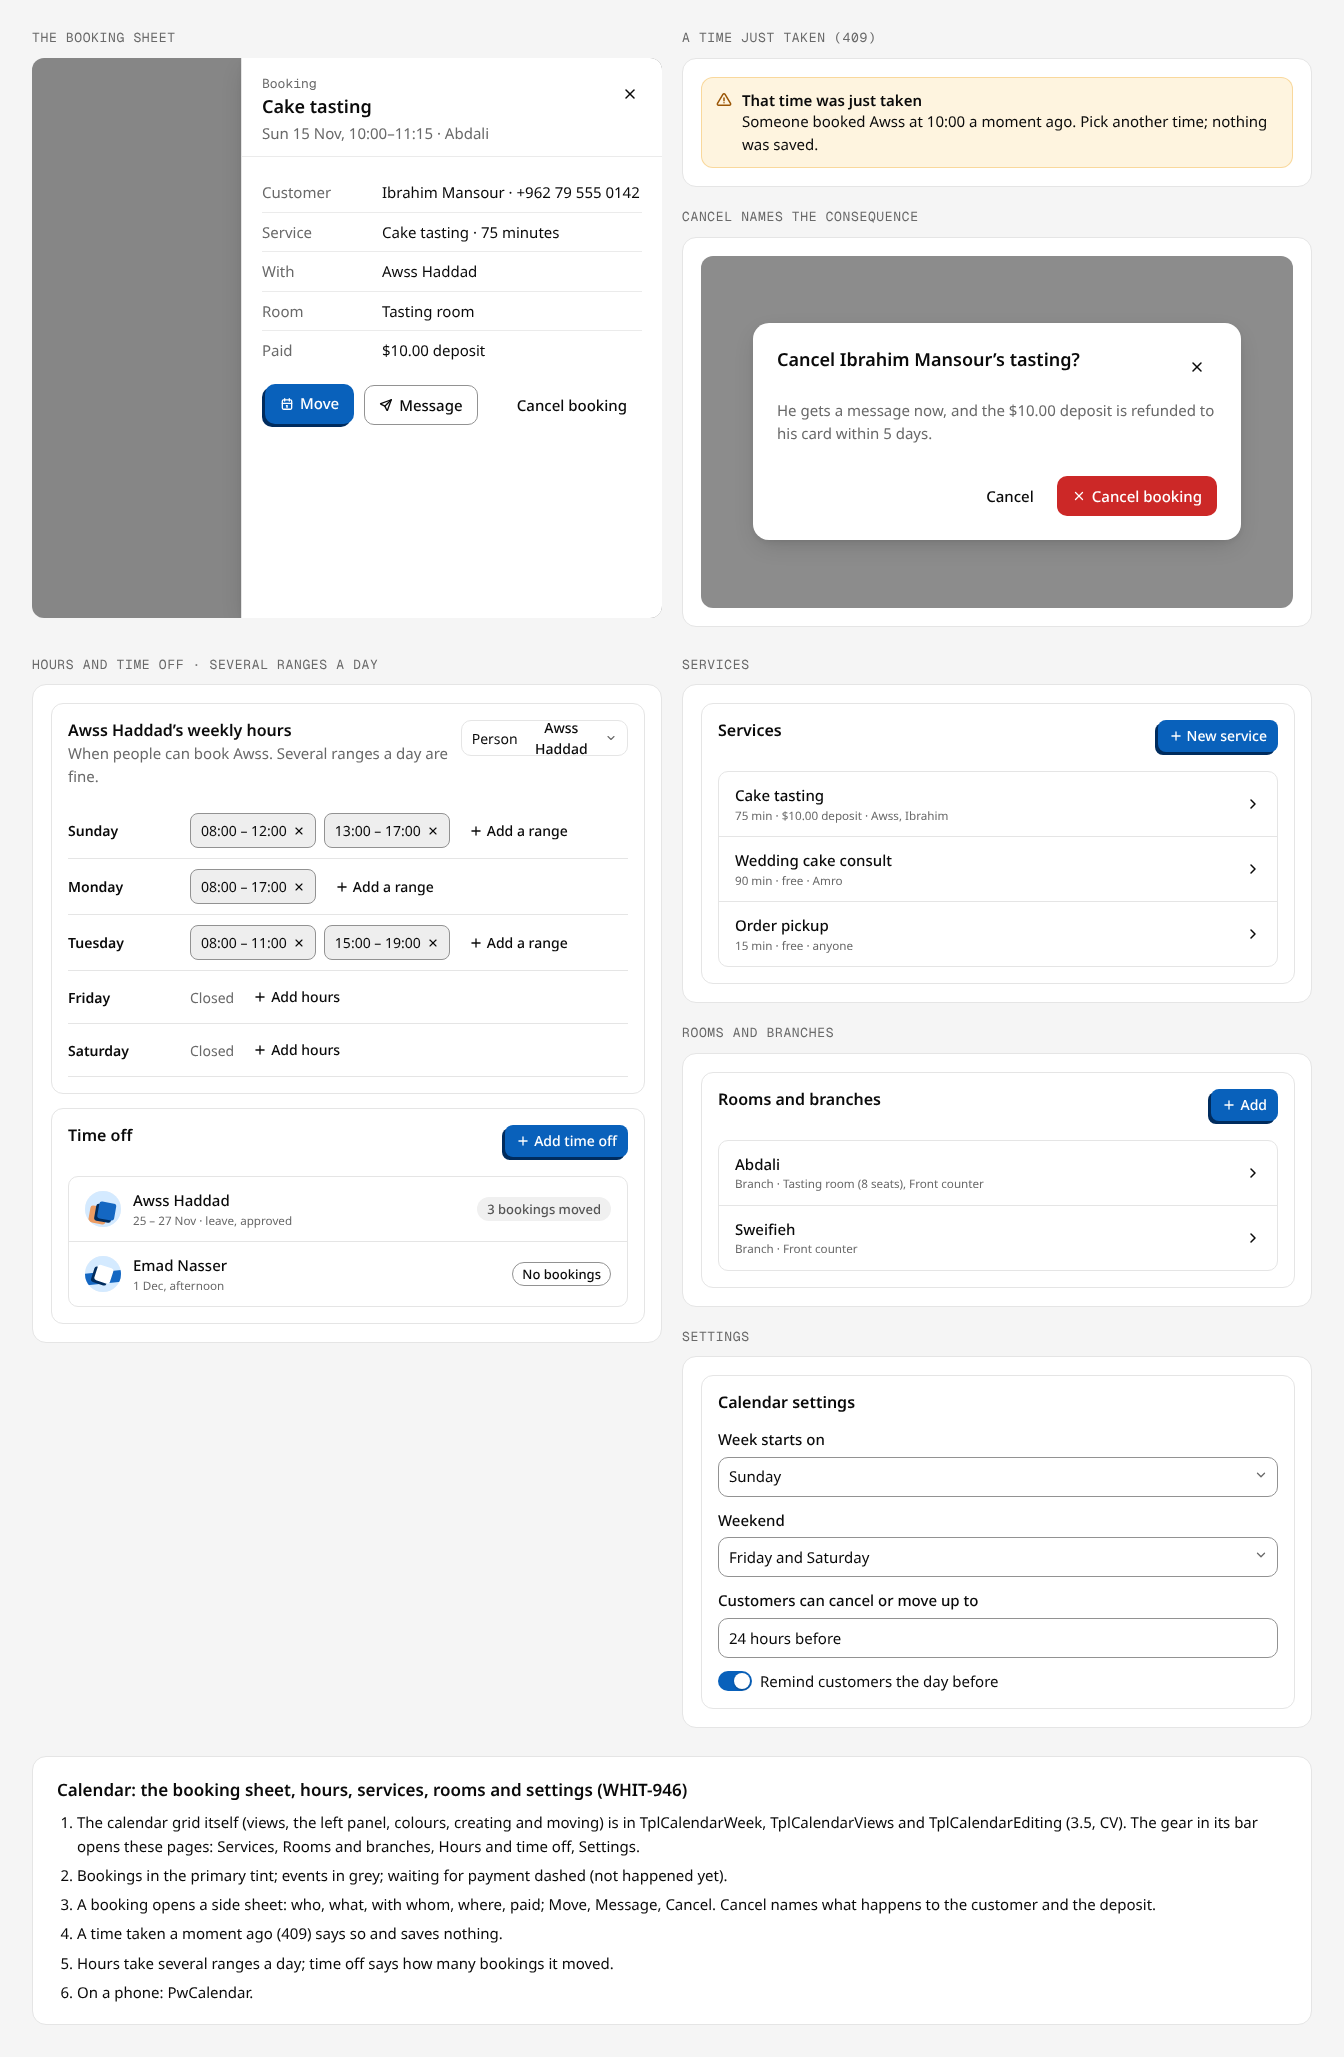 THE BOOKING SHEET
Booking
Cake tasting
Sun 15 Nov, 10:00–11:15 · Abdali
Customer Ibrahim Mansour · +962 79 555 0142
Service Cake tasting · 75 minutes
With Awss Haddad
Room Tasting room
Paid $10.00 deposit
Move Message Cancel booking
A TIME JUST TAKEN (409)
That time was just taken
Someone booked Awss at 10:00 a moment ago. Pick another time; nothing
was saved.
CANCEL NAMES THE CONSEQUENCE
Cancel Ibrahim Mansour’s tasting?
He gets a message now, and the $10.00 deposit is refunded to
his card within 5 days.
Cancel Cancel booking
HOURS AND TIME OFF · SEVERAL RANGES A DAY
Awss Haddad’s weekly hours
When people can book Awss. Several ranges a day are
fine.
Person Awss
Haddad
Sunday 08:00 – 12:00 13:00 – 17:00 Add a range
Monday 08:00 – 17:00 Add a range
Tuesday 08:00 – 11:00 15:00 – 19:00 Add a range
Friday Closed Add hours
Saturday Closed Add hours
Time off Add time off
Awss Haddad
25 – 27 Nov · leave, approved
3 bookings moved
Emad Nasser
1 Dec, afternoon
No bookings
SERVICES
Services New service
Cake tasting
75 min · $10.00 deposit · Awss, Ibrahim
Wedding cake consult
90 min · free · Amro
Order pickup
15 min · free · anyone
ROOMS AND BRANCHES
Rooms and branches Add
Abdali
Branch · Tasting room (8 seats), Front counter
Sweifieh
Branch · Front counter
SETTINGS
Calendar settings
Week starts on
Sunday
Weekend
Friday and Saturday
Customers can cancel or move up to
24 hours before
Remind customers the day before
Calendar: the booking sheet, hours, services, rooms and settings (WHIT-946)
1. The calendar grid itself (views, the left panel, colours, creating and moving) is in TplCalendarWeek, TplCalendarViews and TplCalendarEditing (3.5, CV). The gear in its bar
opens these pages: Services, Rooms and branches, Hours and time off, Settings.
2. Bookings in the primary tint; events in grey; waiting for payment dashed (not happened yet).
3. A booking opens a side sheet: who, what, with whom, where, paid; Move, Message, Cancel. Cancel names what happens to the customer and the deposit.
4. A time taken a moment ago (409) says so and saves nothing.
5. Hours take several ranges a day; time off says how many bookings it moved.
6. On a phone: PwCalendar.